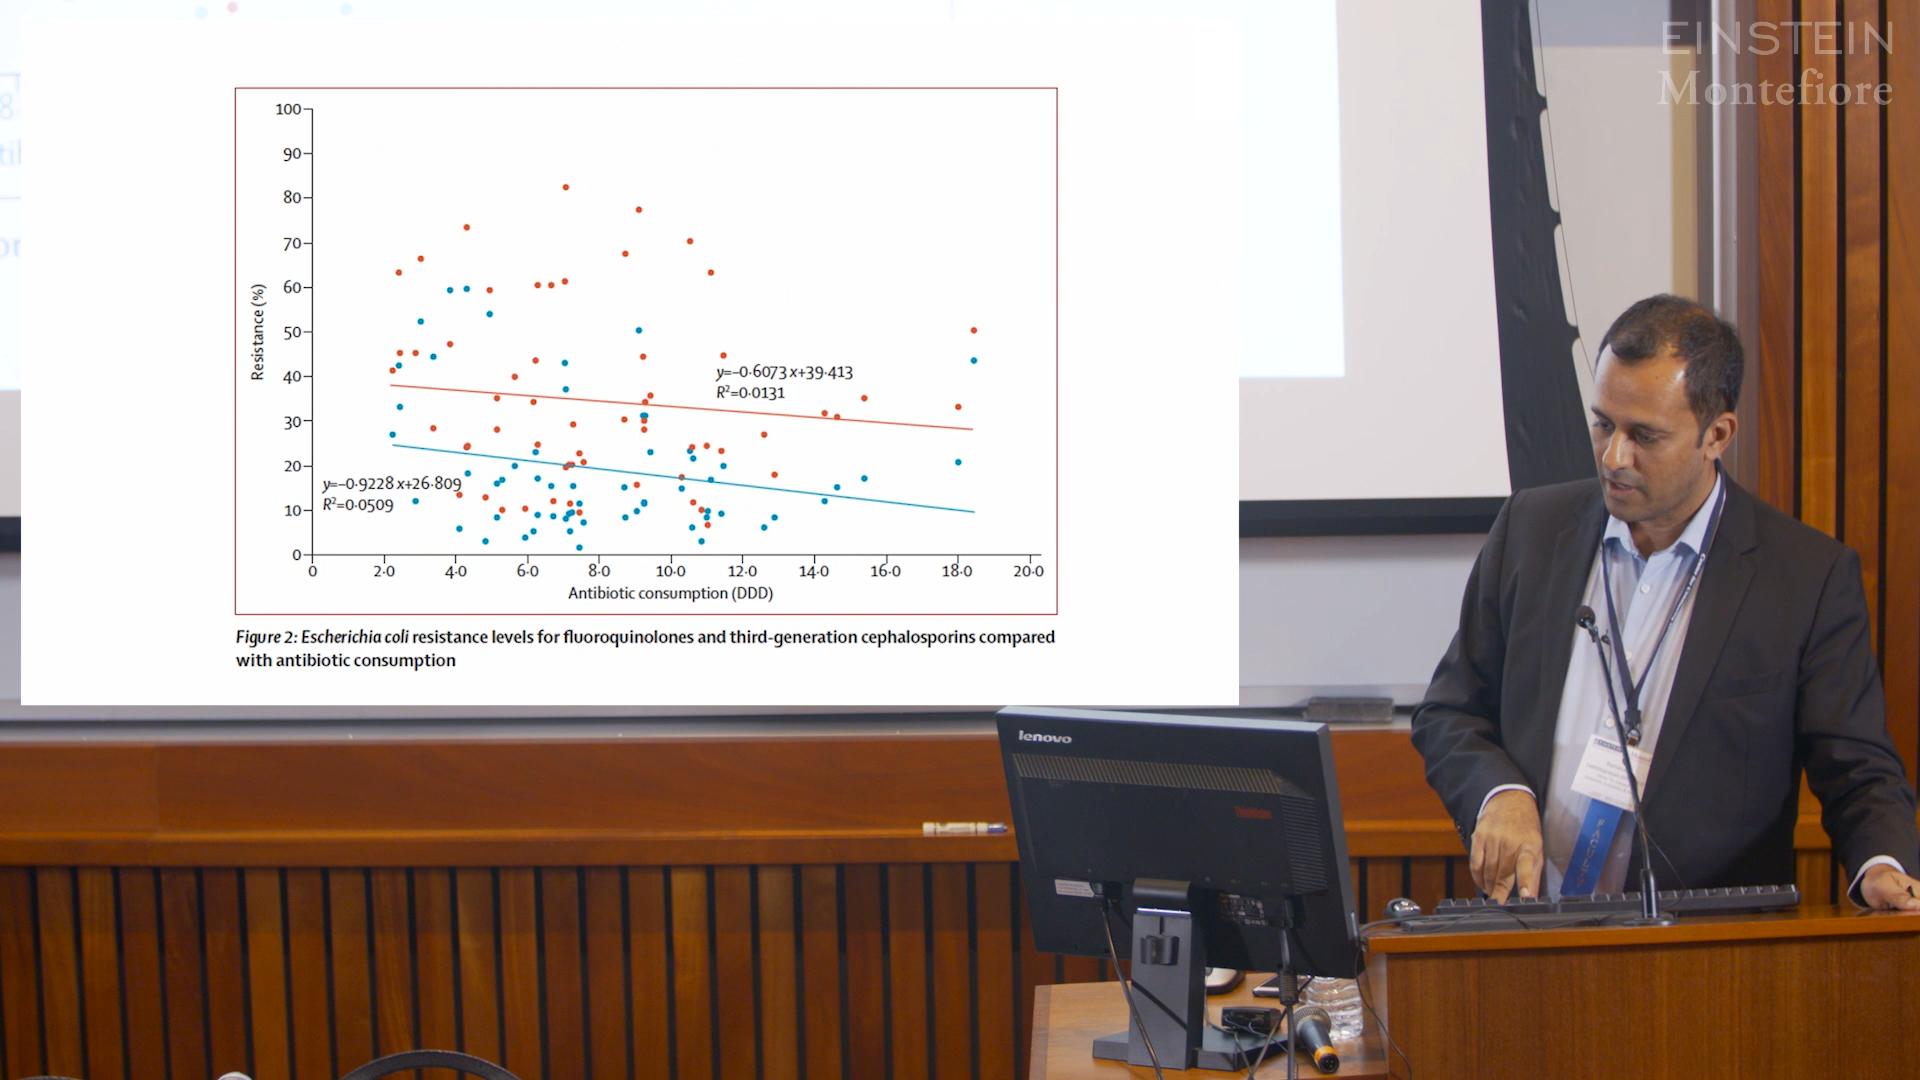 EINSTEIN
Montefiore
100
90
80
70
60
50
40
30
20
10
0
Resistance (%)
y=–0·6073 x+39·413
R²=0·0131
y=–0·9228 x+26·809
R²=0·0509
0 2·0 4·0 6·0 8·0 10·0 12·0 14·0 16·0 18·0 20·0
Antibiotic consumption (DDD)
Figure 2: Escherichia coli resistance levels for fluoroquinolones and third-generation cephalosporins compared
with antibiotic consumption
lenovo
FACULTY